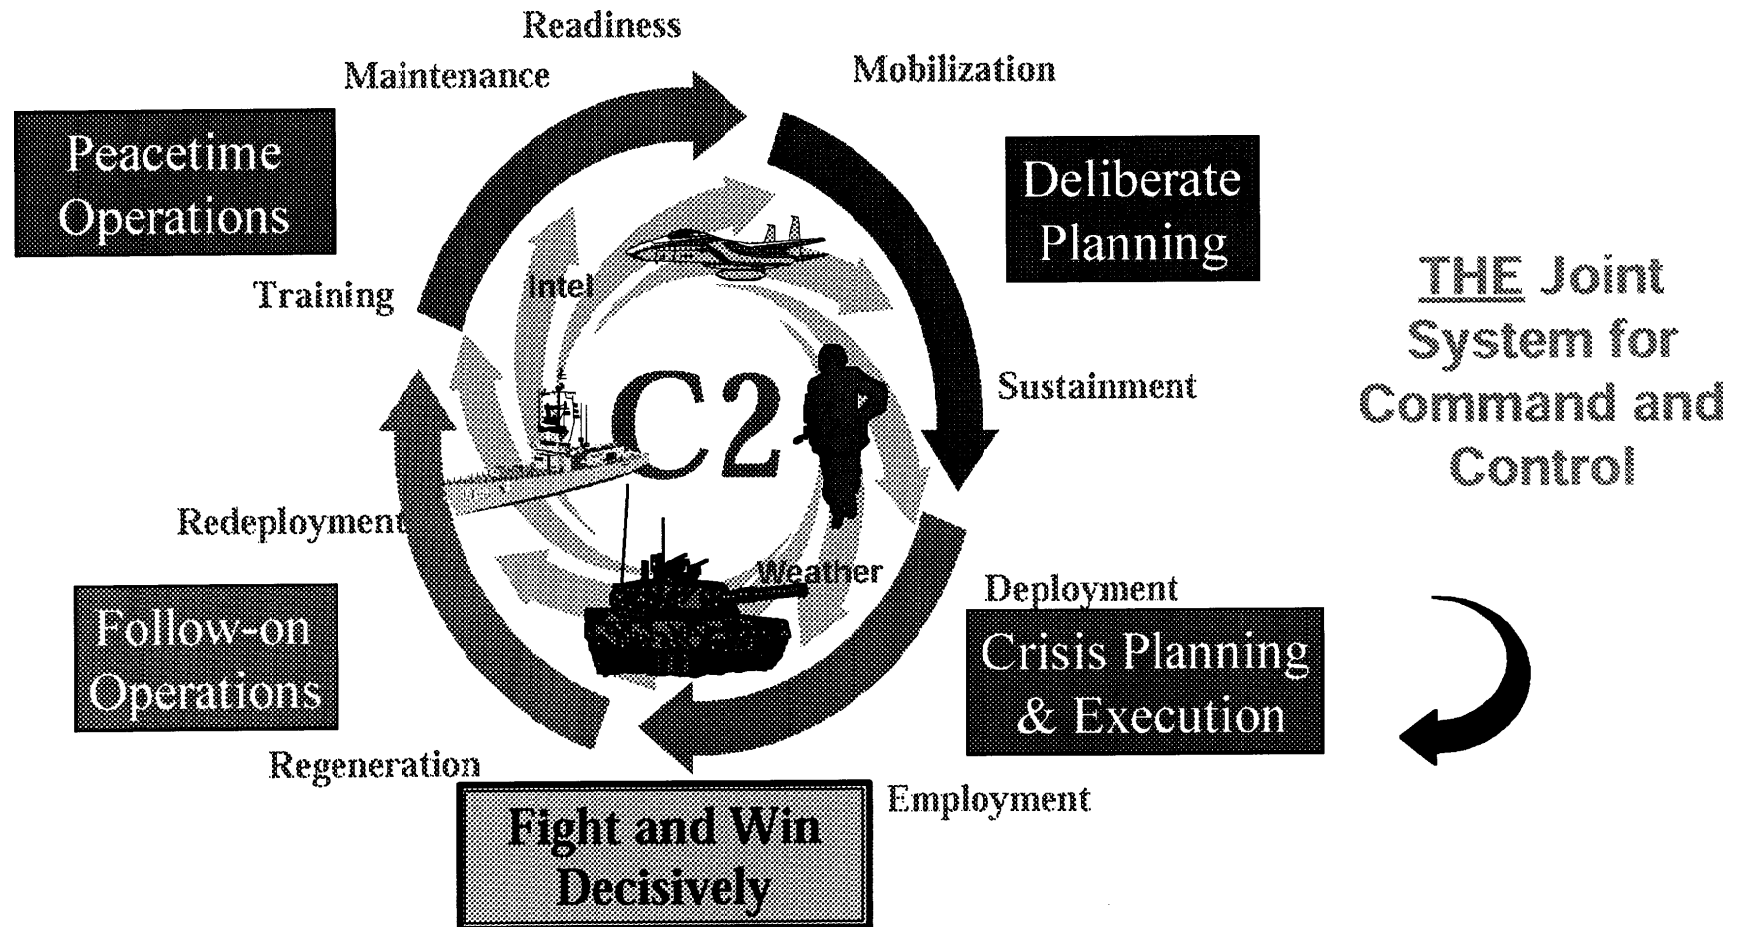 Readiness
Maintenance
Mobilization
Peacetime
Operations
Deliberate
Planning
Training
Intel
THE Joint
System for
Command and
Control
C2
Sustainment
Redeployment
Weather
Deployment
Follow-on
Operations
Crisis Planning
& Execution
Regeneration
Employment
Fight and Win
Decisively